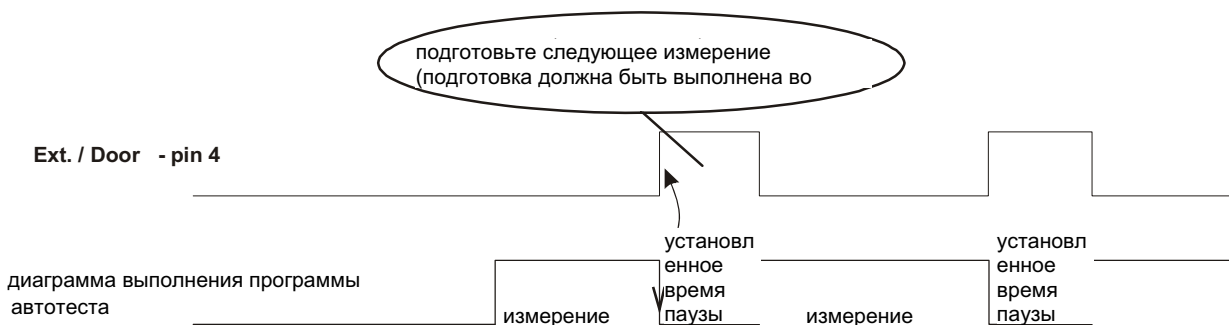 подготовьте следующее измерение
(подготовка должна быть выполнена во
Ext. / Door - pin 4
диаграмма выполнения программы
автотеста
измерение
установл
енное
время
паузы
измерение
установл
енное
время
паузы